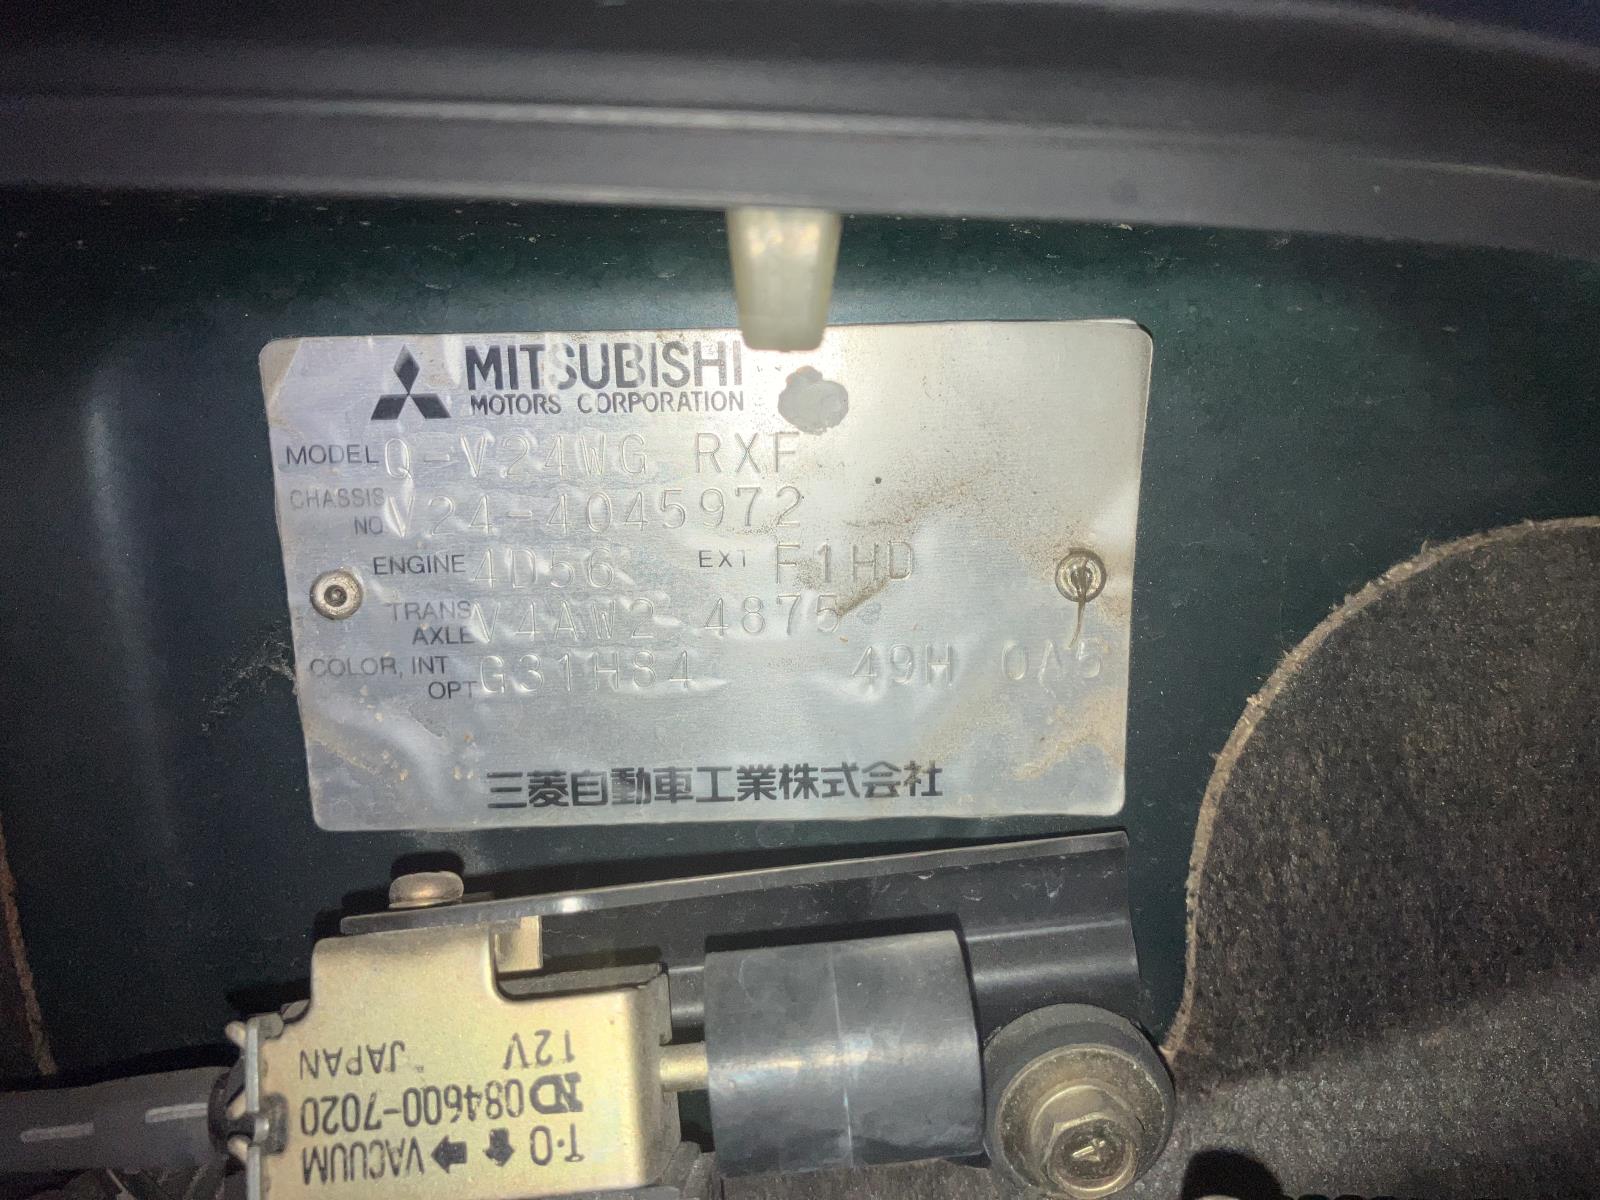 MITSUBISHI
MOTORS CORPORATION
MODEL Q-V24WG RXF
CHASSIS NO V24-4045972
ENGINE 4D56 EXT F1HD
TRANS AXLE V4AW2 4875
COLOR, INT OPT G31H84 49H 0A5
三菱自動車工業株式会社
T·O VACUUM
ND 084600-7020
12V JAPAN